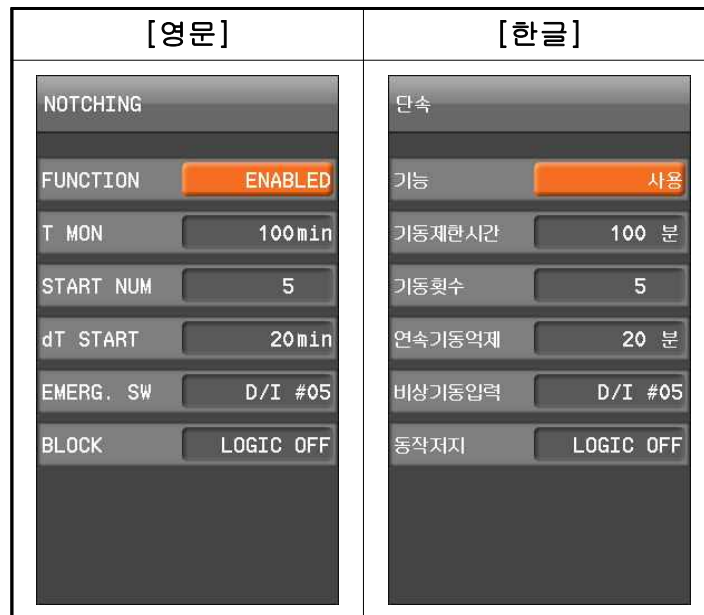 [영문]
[한글]
NOTCHING
FUNCTION ENABLED
T MON 100min
START NUM 5
dT START 20min
EMERG. SW D/I #05
BLOCK LOGIC OFF
단속
기능 사용
기동제한시간 100 분
기동횟수 5
연속기동억제 20 분
비상기동입력 D/I #05
동작저지 LOGIC OFF